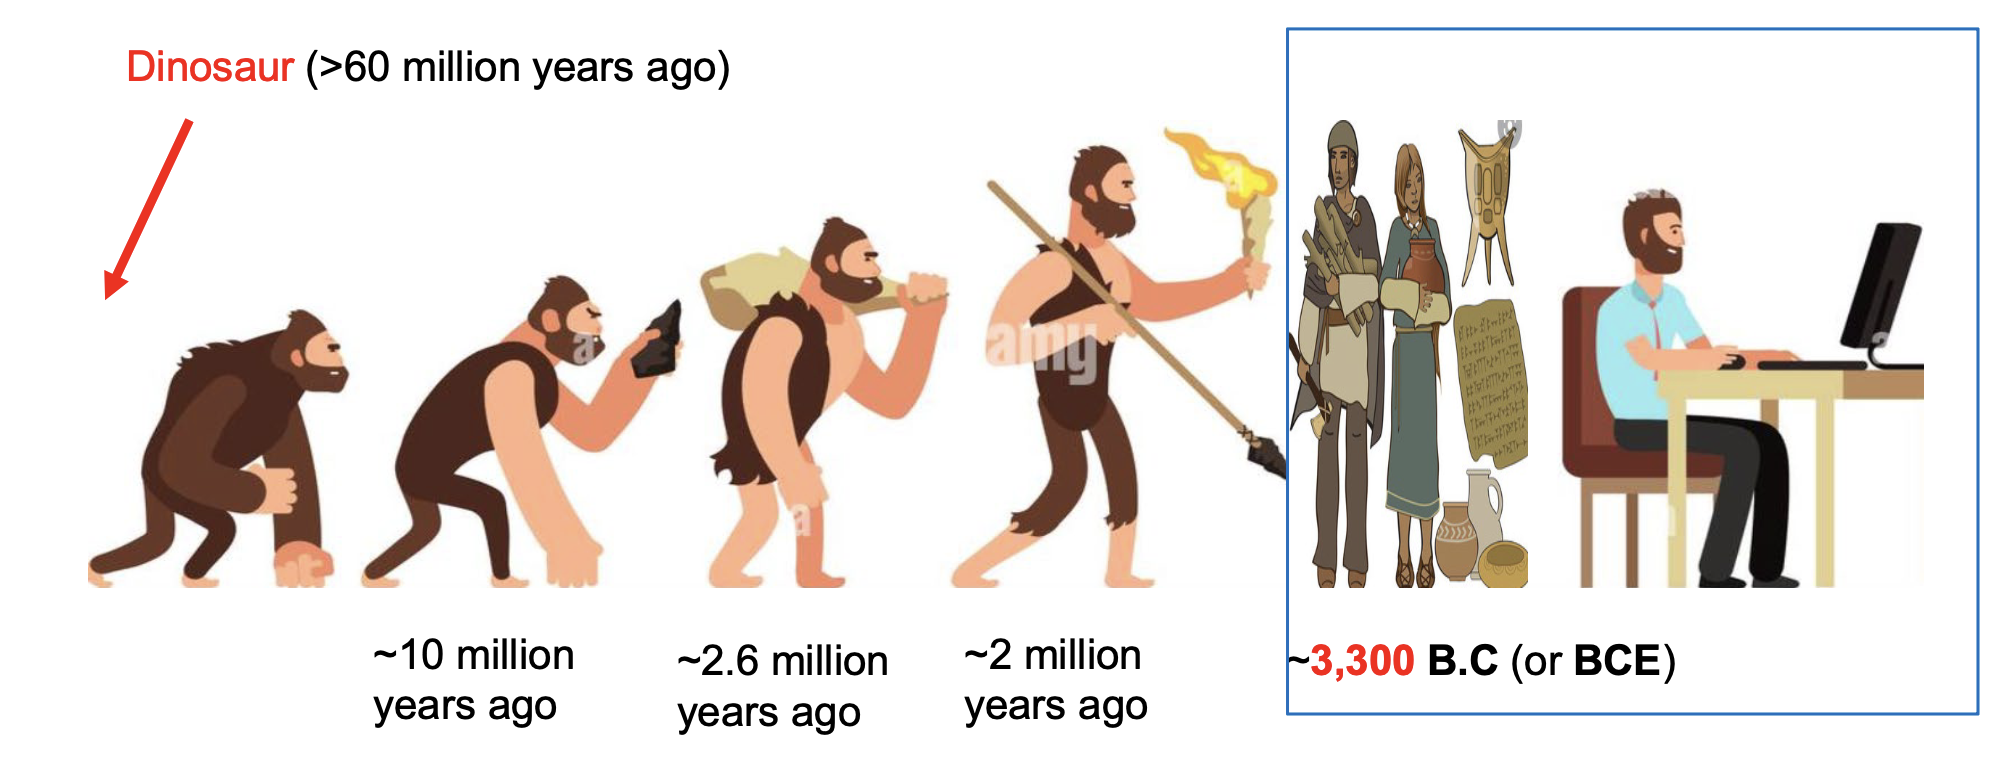 Dinosaur (>60 million years ago)
amy
a
a
a
~10 million
years ago
~2.6 million
years ago
~2 million
years ago
~3,300 B.C (or BCE)